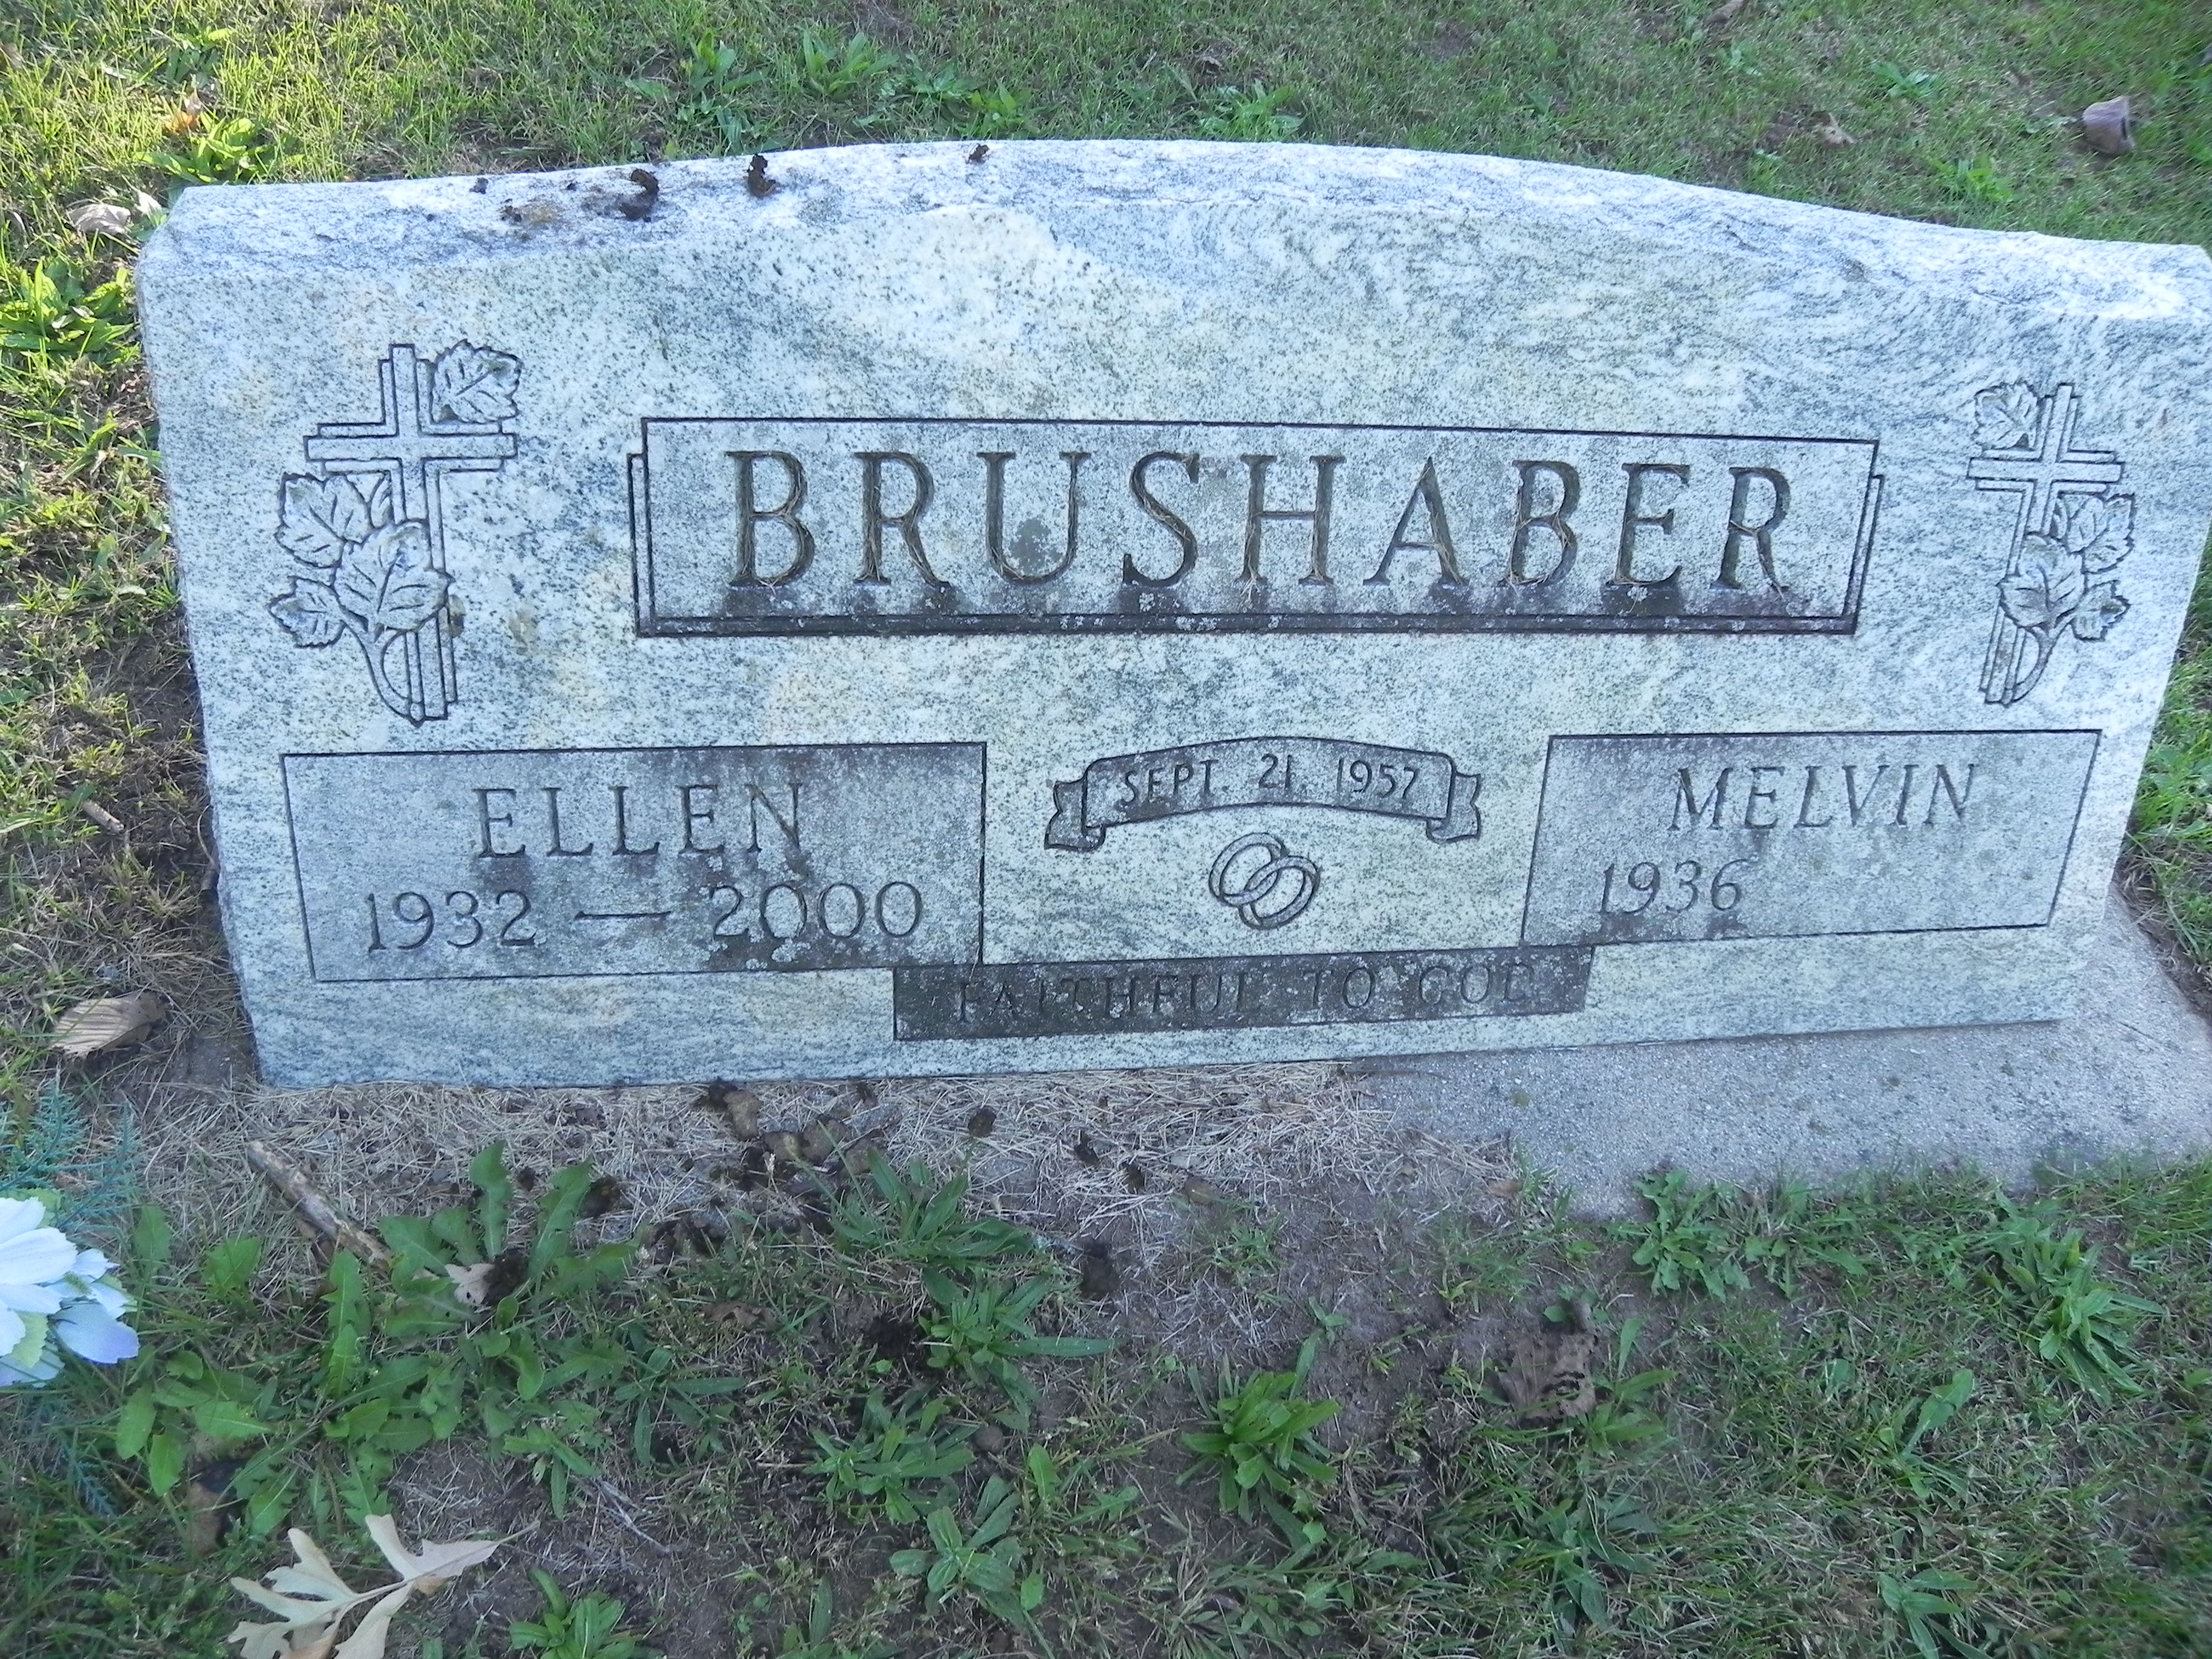 BRUSHABER
ELLEN
1932 — 2000
SEPT. 21. 1957
MELVIN
1936
FAITHFUL TO GOD